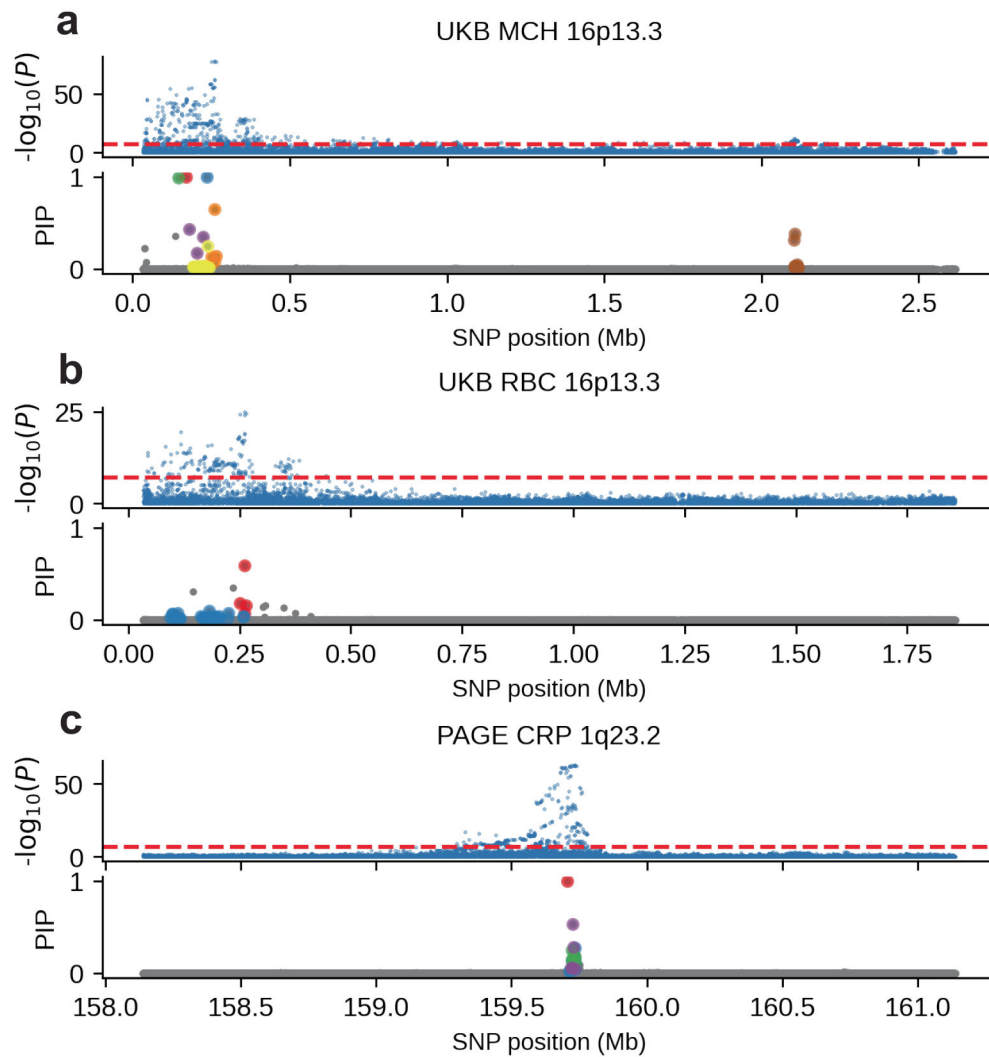 a
UKB MCH 16p13.3
-log10(P)
50
0
PIP
1
0
0.0 0.5 1.0 1.5 2.0 2.5
SNP position (Mb)
b
UKB RBC 16p13.3
-log10(P)
25
0
PIP
1
0
0.00 0.25 0.50 0.75 1.00 1.25 1.50 1.75
SNP position (Mb)
c
PAGE CRP 1q23.2
-log10(P)
50
0
PIP
1
0
158.0 158.5 159.0 159.5 160.0 160.5 161.0
SNP position (Mb)